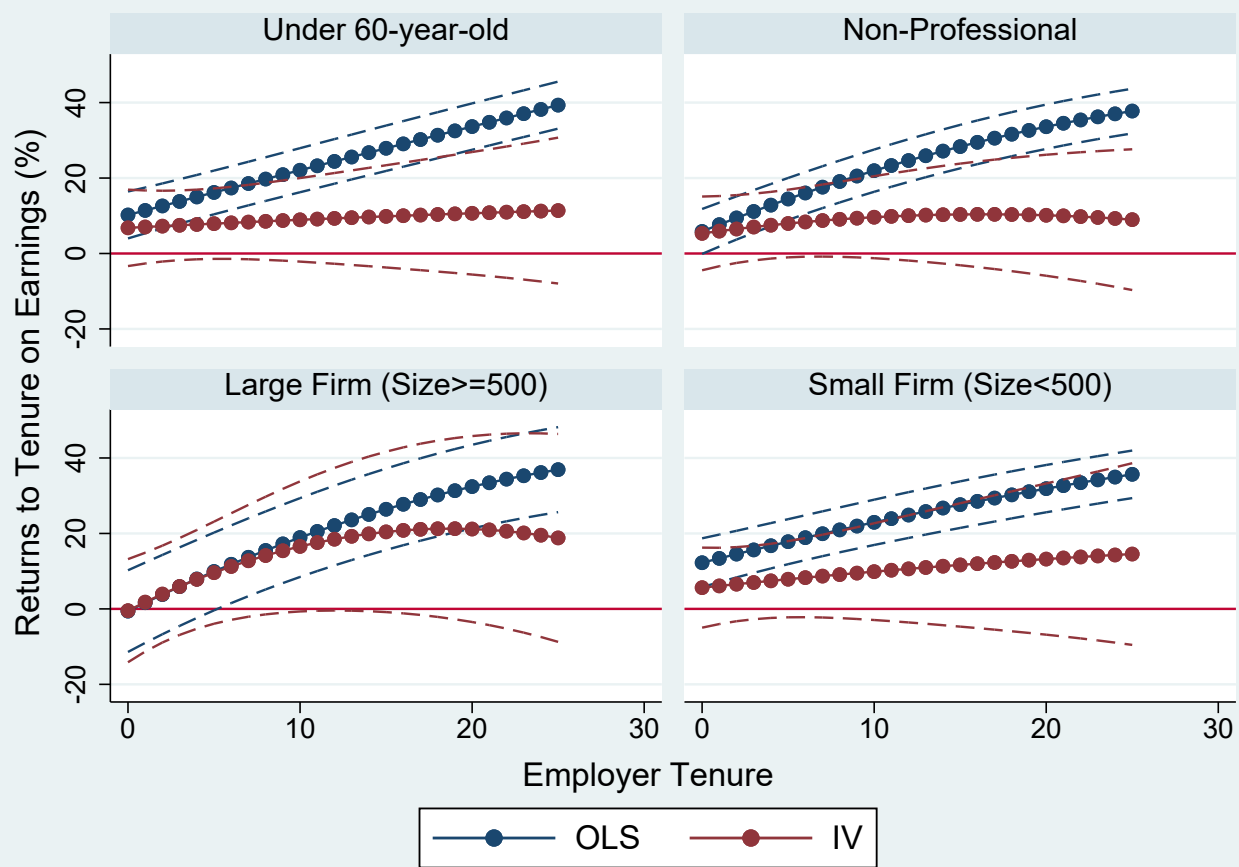 Under 60-year-old
Non-Professional
40
20
0
-20
Large Firm (Size>=500)
Small Firm (Size<500)
40
20
0
-20
Returns to Tenure on Earnings (%)
0 10 20 30
0 10 20 30
Employer Tenure
OLS IV